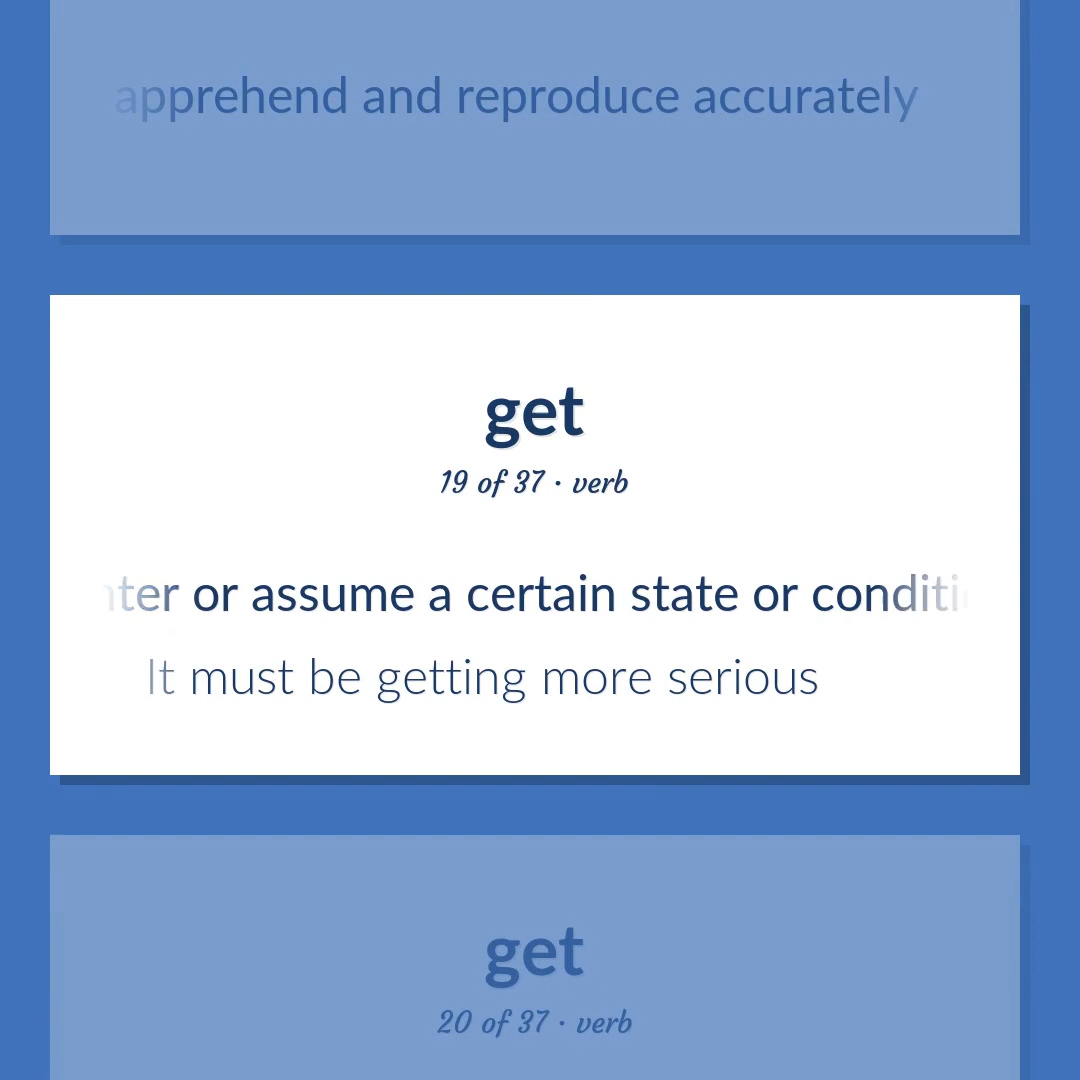 apprehend and reproduce accurately
get
19 of 37 · verb
or assume a certain state or
It must be getting more serious
get
20 of 37 · verb